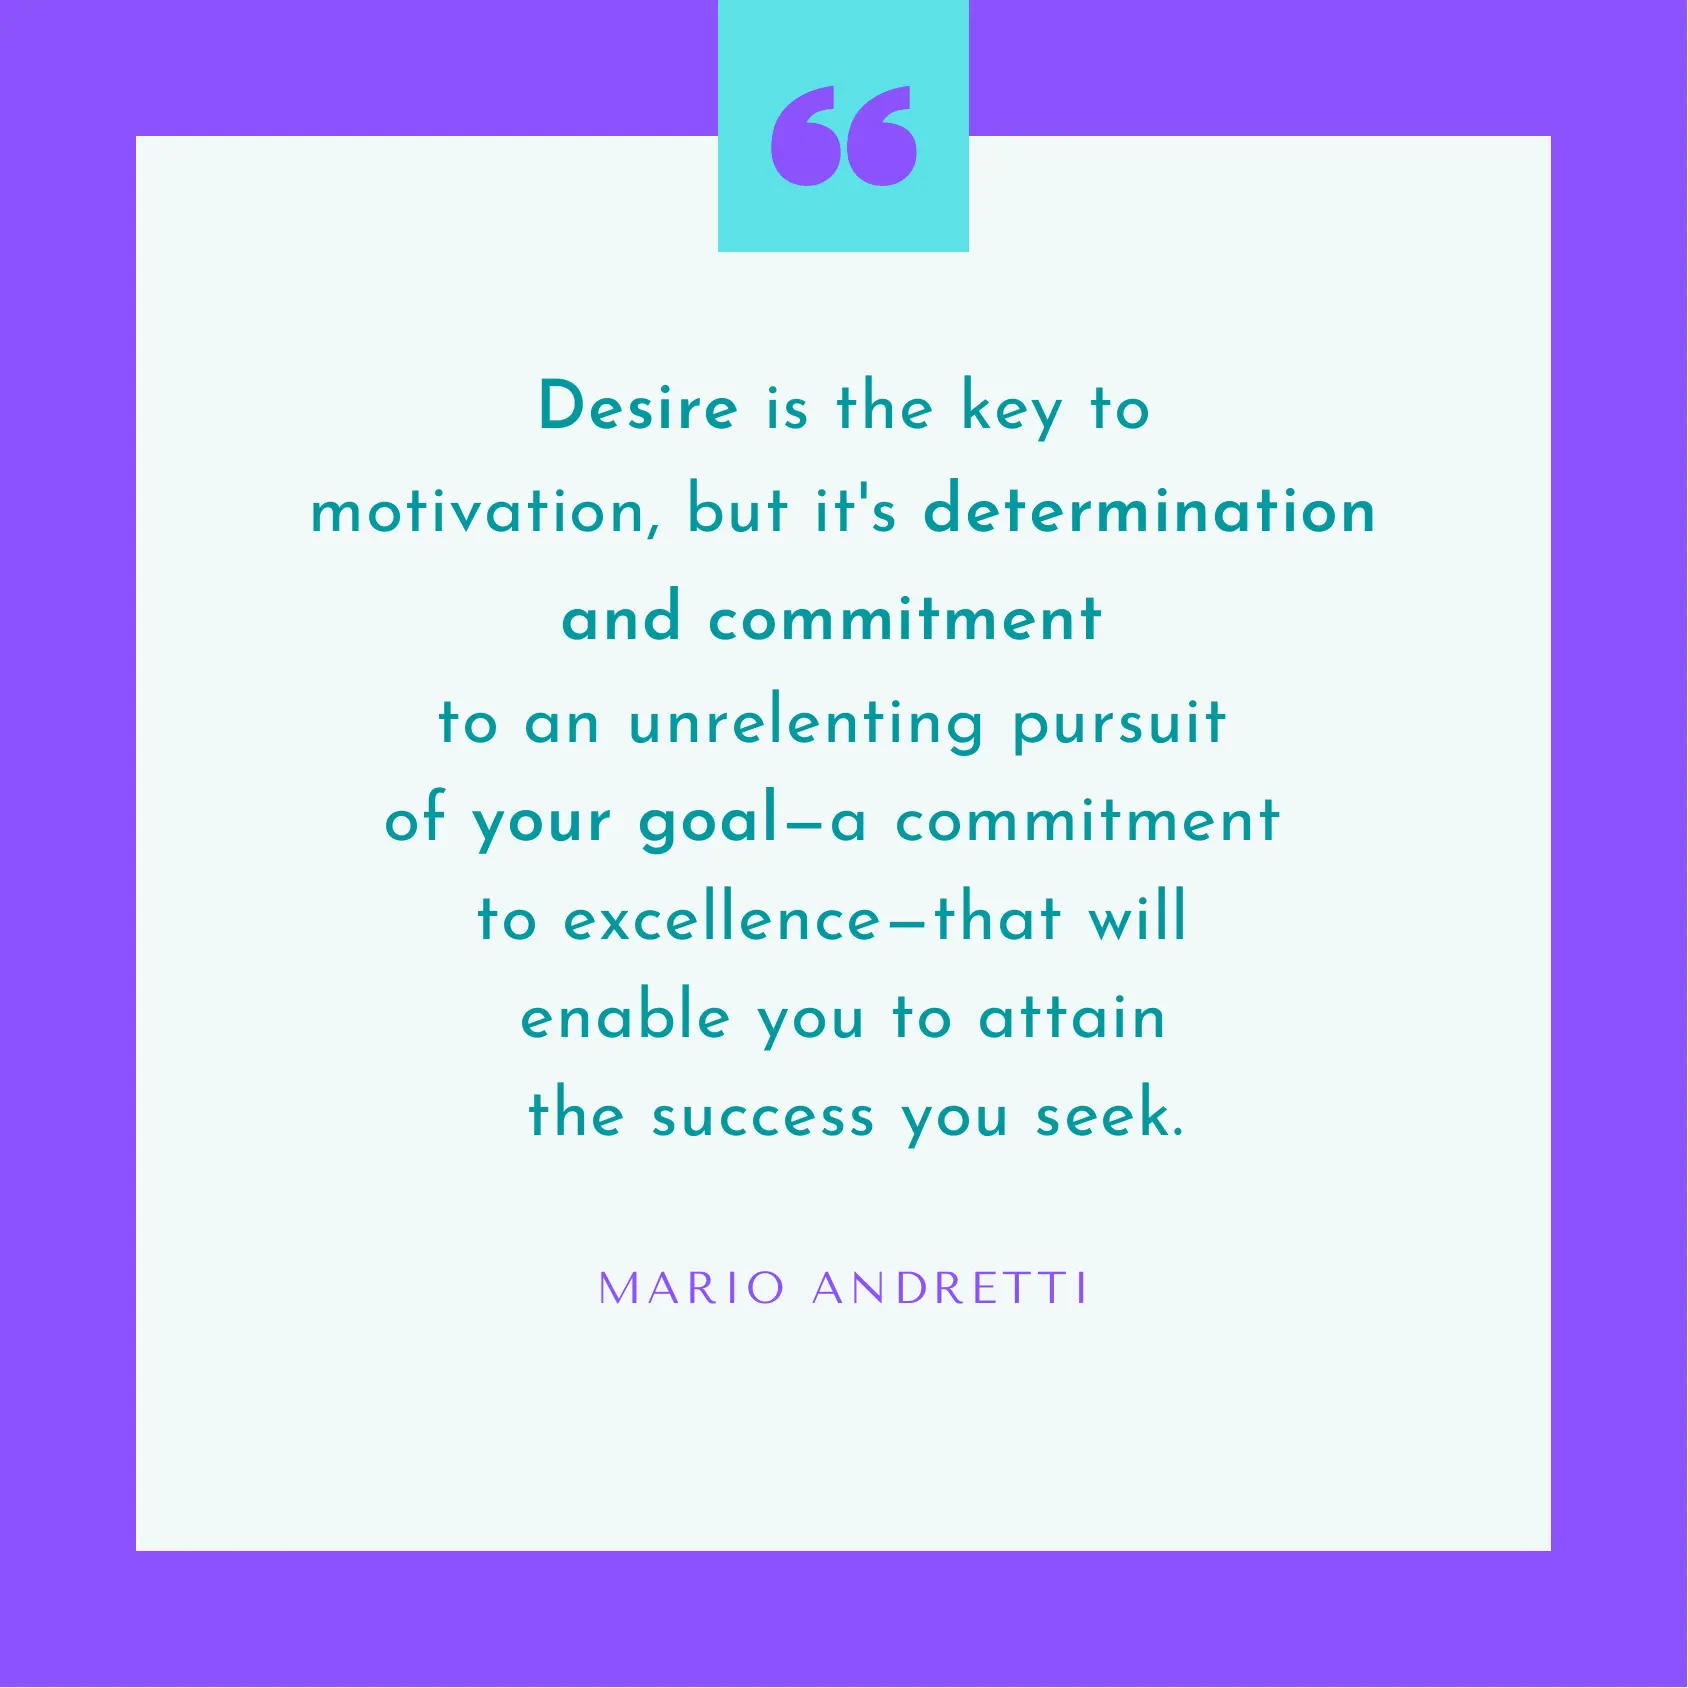 “
Desire is the key to
motivation, but it's determination
and commitment
to an unrelenting pursuit
of your goal—a commitment
to excellence—that will
enable you to attain
the success you seek.
MARIO ANDRETTI